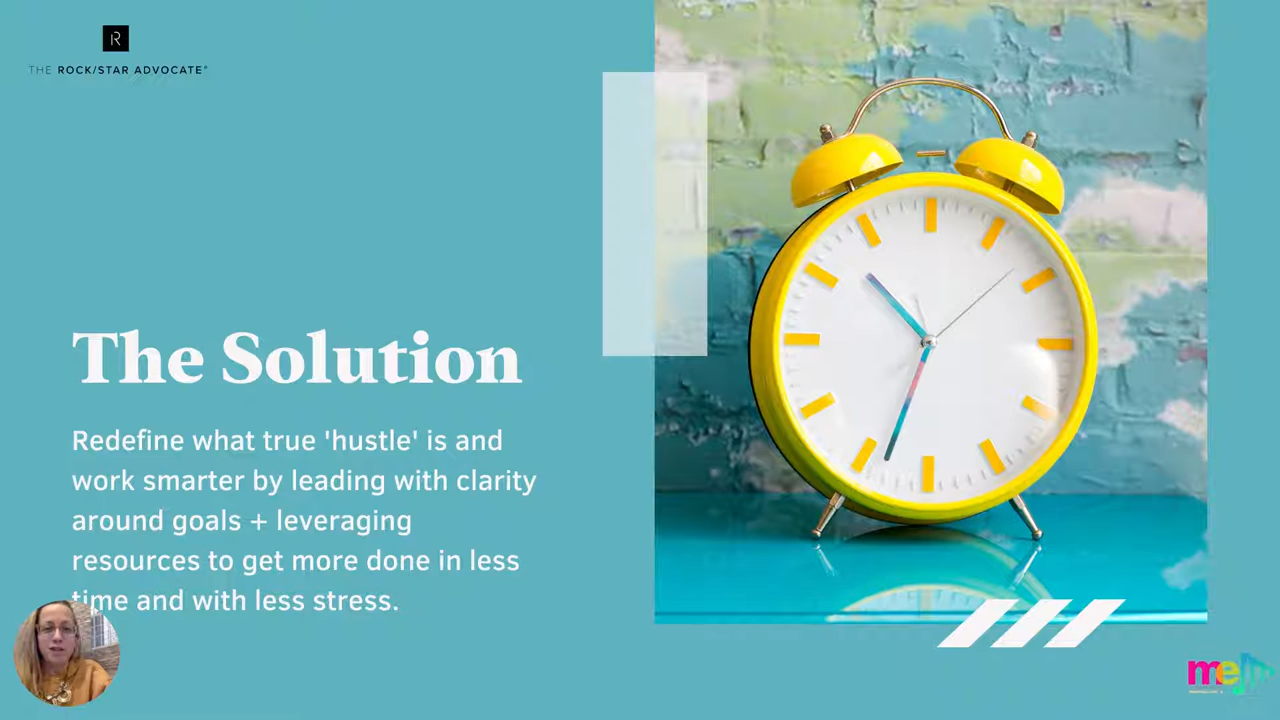 R
THE ROCK/STAR ADVOCATE®
The Solution
Redefine what true 'hustle' is and
work smarter by leading with clarity
around goals + leveraging
resources to get more done in less
time and with less stress.
me